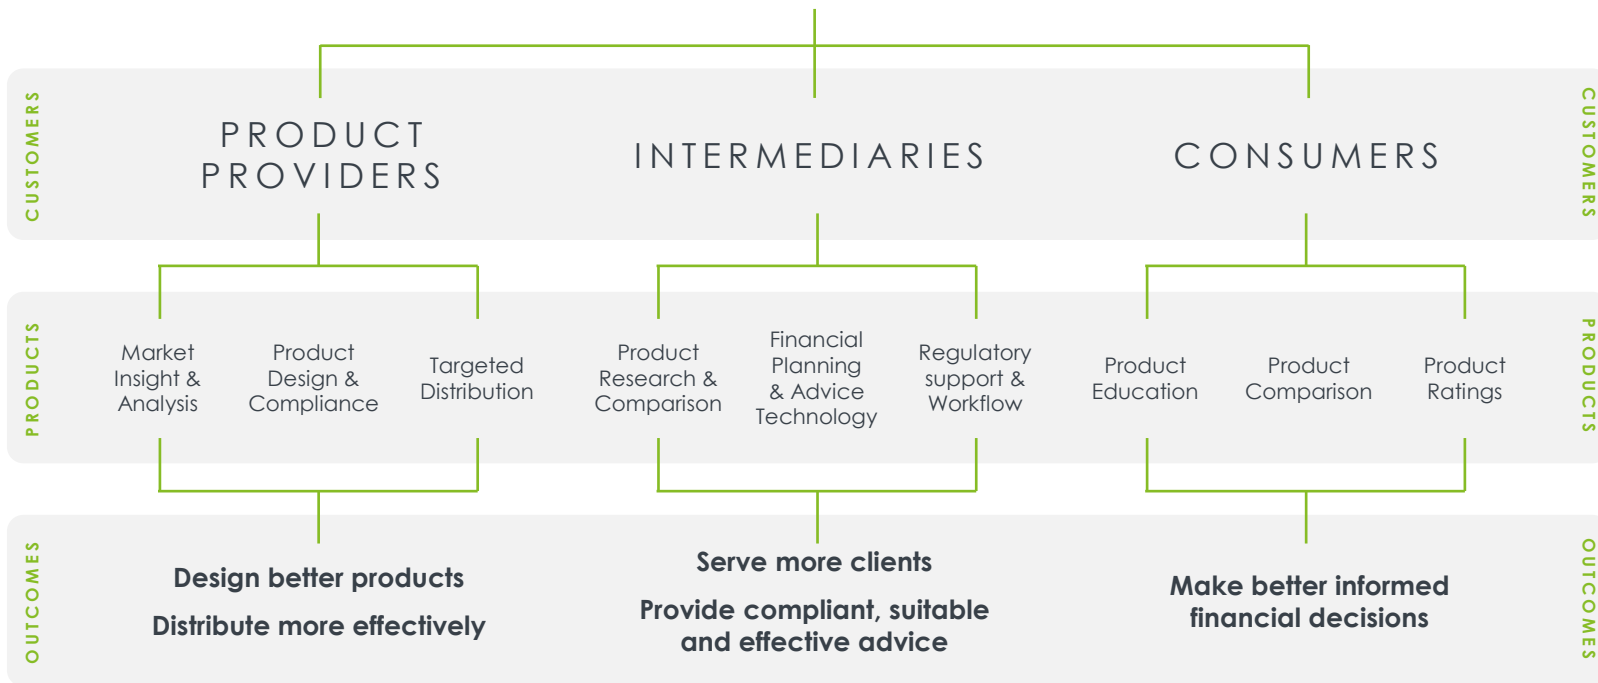 CUSTOMERS
PRODUCT
PROVIDERS
INTERMEDIARIES
CONSUMERS
CUSTOMERS
PRODUCTS
Market
Insight &
Analysis
Product
Design &
Compliance
Targeted
Distribution
Product
Research &
Comparison
Financial
Planning
& Advice
Technology
Regulatory
support &
Workflow
Product
Education
Product
Comparison
Product
Ratings
PRODUCTS
OUTCOMES
Design better products
Distribute more effectively
Serve more clients
Provide compliant, suitable
and effective advice
Make better informed
financial decisions
OUTCOMES